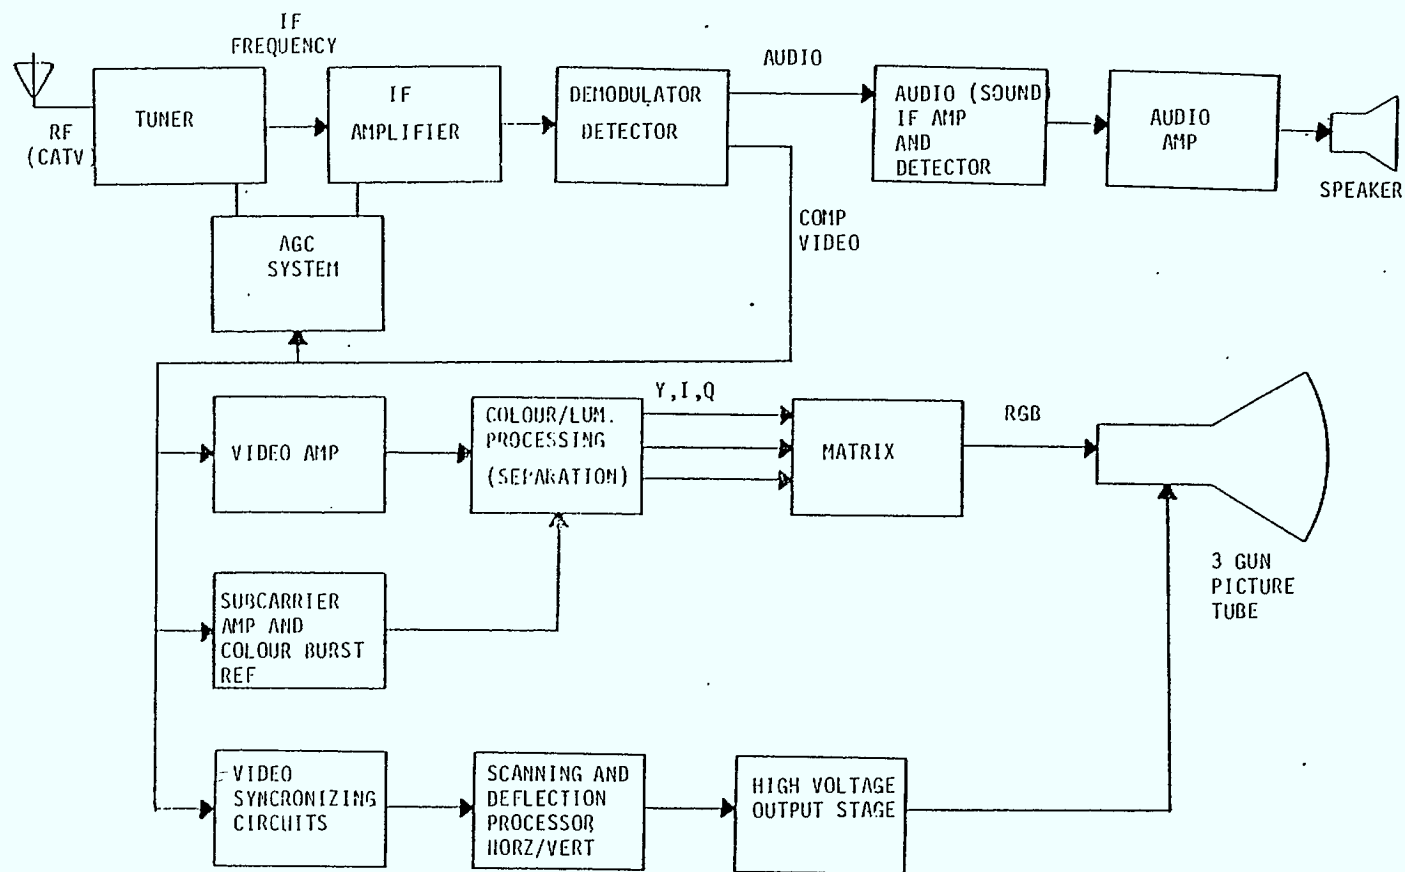 IF
FREQUENCY
RF
(CATV)
TUNER
IF
AMPLIFIER
DEMODULATOR
DETECTOR
AUDIO
AUDIO (SOUND)
IF AMP
AND
DETECTOR
AUDIO
AMP
SPEAKER
AGC
SYSTEM
COMP
VIDEO
VIDEO AMP
COLOUR/LUM.
PROCESSING
(SEPARATION)
Y,I,Q
MATRIX
RGB
3 GUN
PICTURE
TUBE
SUBCARRIER
AMP AND
COLOUR BURST
REF
VIDEO
SYNCRONIZING
CIRCUITS
SCANNING AND
DEFLECTION
PROCESSOR
HORZ/VERT
HIGH VOLTAGE
OUTPUT STAGE